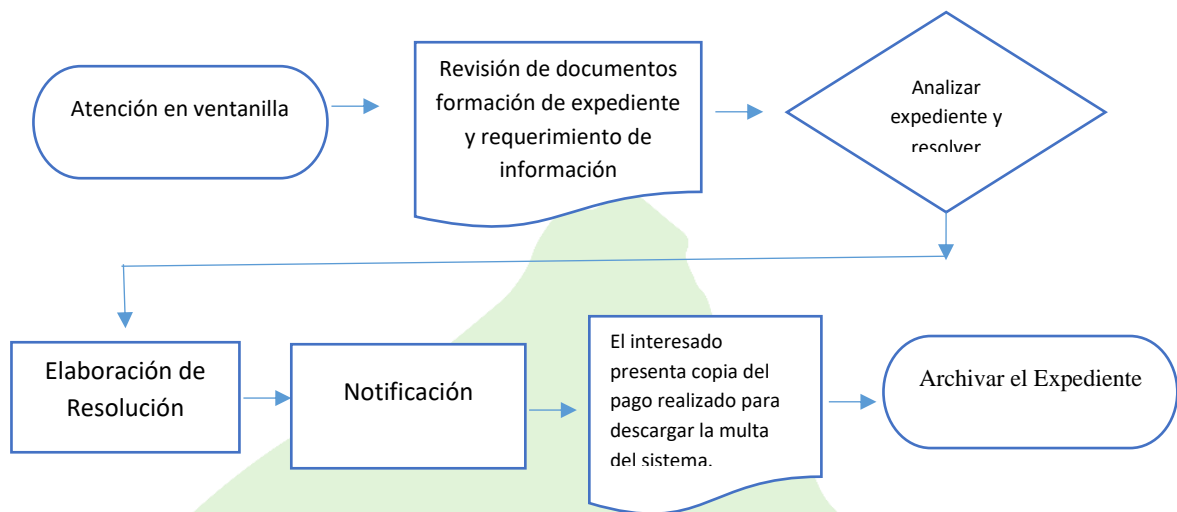 Atención en ventanilla
Revisión de documentos
formación de expediente
y requerimiento de
información
Analizar
expediente y
resolver
Elaboración de
Resolución
Notificación
El interesado
presenta copia del
pago realizado para
descargar la multa
del sistema.
Archivar el Expediente